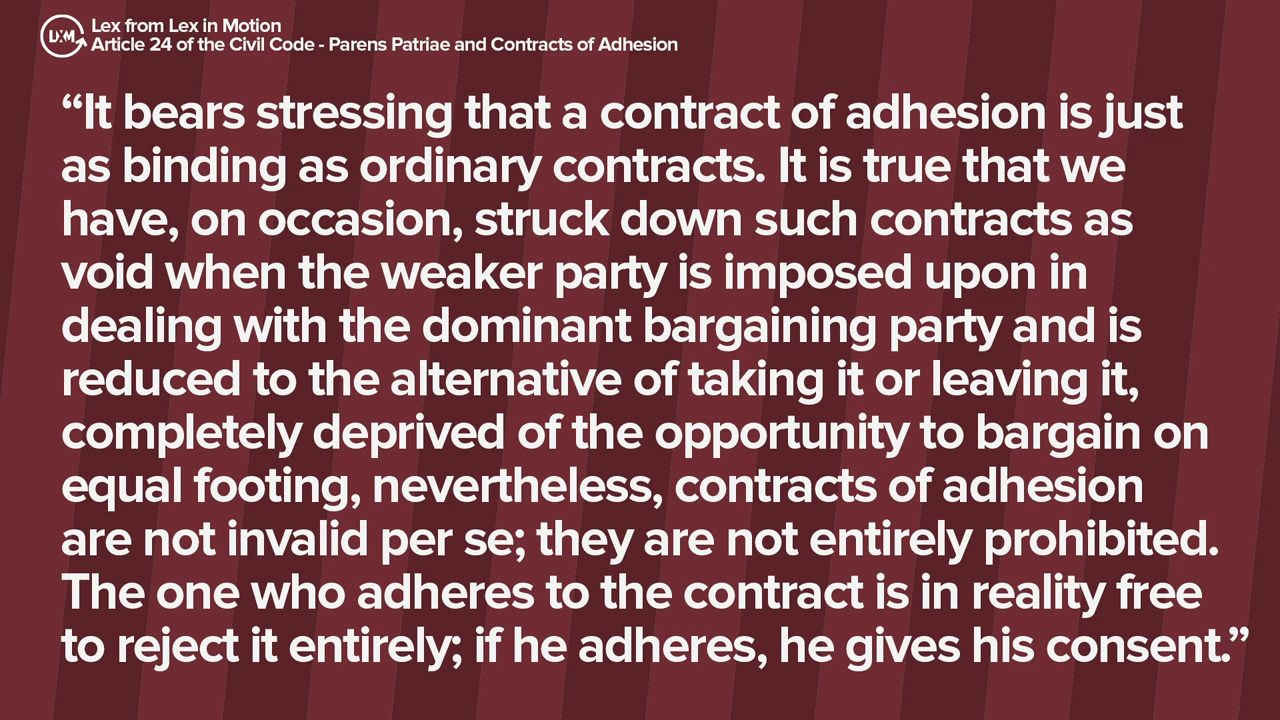 LXM
Lex from Lex in Motion
Article 24 of the Civil Code - Parens Patriae and Contracts of Adhesion
“It bears stressing that a contract of adhesion is just
as binding as ordinary contracts. It is true that we
have, on occasion, struck down such contracts as
void when the weaker party is imposed upon in
dealing with the dominant bargaining party and is
reduced to the alternative of taking it or leaving it,
completely deprived of the opportunity to bargain on
equal footing, nevertheless, contracts of adhesion
are not invalid per se; they are not entirely prohibited.
The one who adheres to the contract is in reality free
to reject it entirely; if he adheres, he gives his consent.”